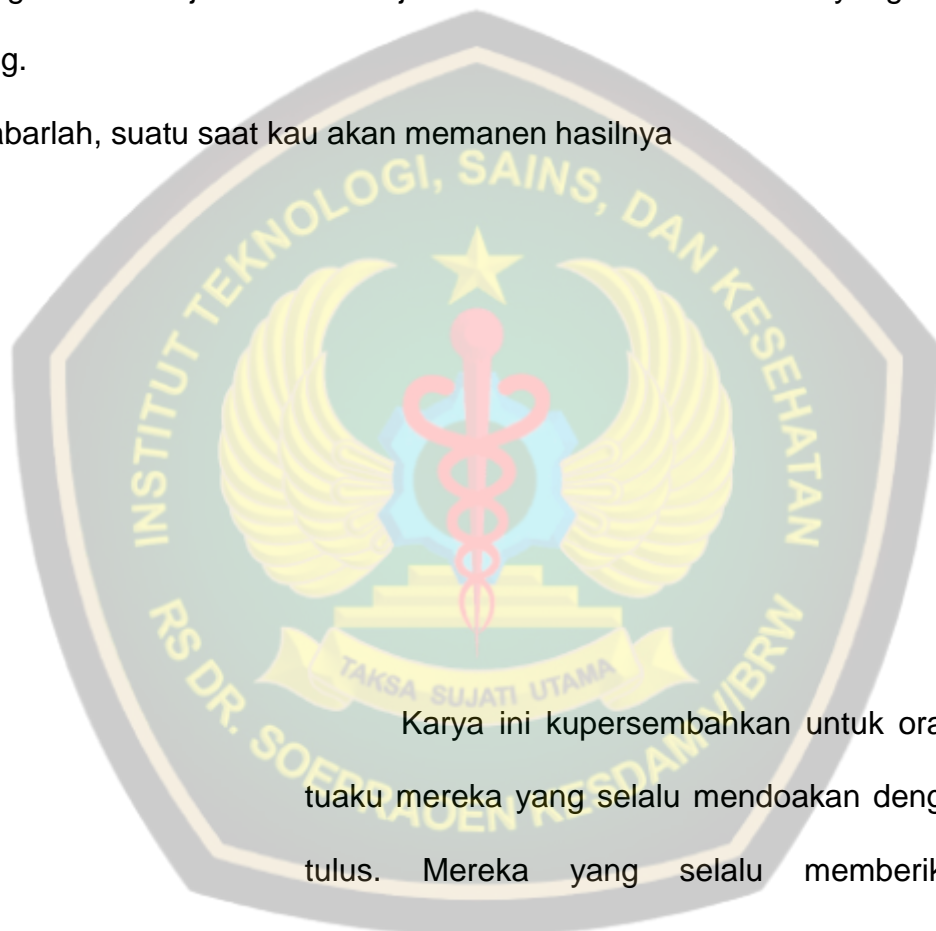 g.
abarlah, suatu saat kau akan memanen hasilnya
INSTITUT TEKNOLOGI, SAINS, DAN KESEHATAN
TAKSA SUJATI UTAMA
RS DR. SOEPRAOEN KESDAM V/BRW
Karya ini kupersembahkan untuk ora
tuaku mereka yang selalu mendoakan deng
tulus. Mereka yang selalu memberik